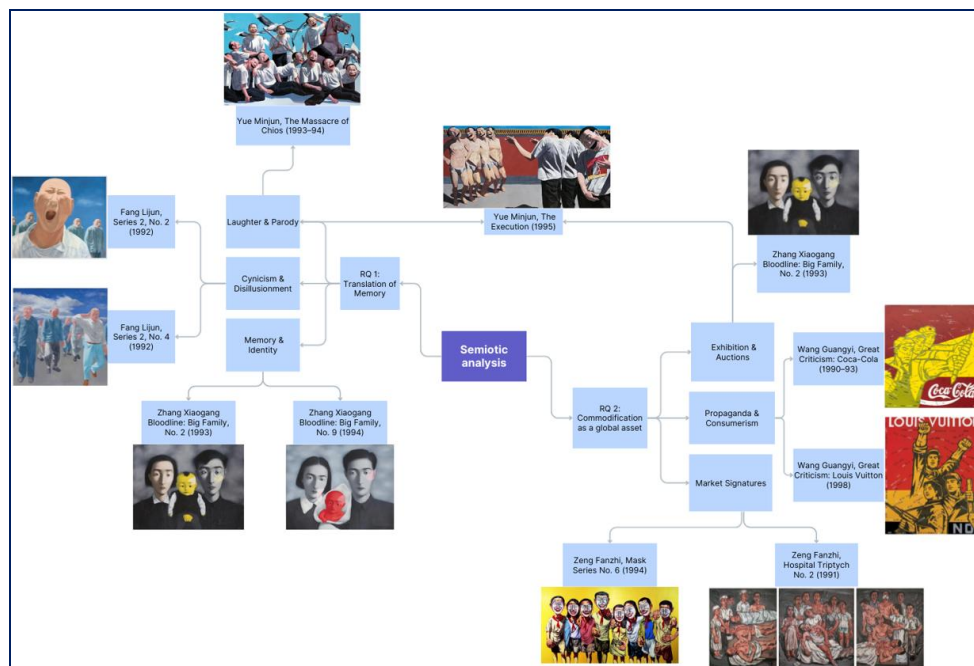 Yue Minjun, The Massacre of
Chios (1993–94)
Fang Lijun,
Series 2, No. 2
(1992)
Laughter & Parody
Yue Minjun, The
Execution (1995)
Zhang Xiaogang
Bloodline: Big Family,
No. 2 (1993)
Cynicism &
Disillusionment
RQ 1:
Translation of
Memory
Fang Lijun,
Series 2, No. 4
(1992)
Memory &
Identity
Semiotic
analysis
Exhibition &
Auctions
Wang Guangyi, Great
Criticism: Coca-Cola
(1990–93)
Coca-Cola
Zhang Xiaogang
Bloodline: Big Family,
No. 2 (1993)
Zhang Xiaogang
Bloodline: Big Family,
No. 9 (1994)
RQ 2:
Commodification
as a global asset
Propaganda &
Consumerism
LOUIS VUITTON
Market Signatures
Wang Guangyi, Great
Criticism: Louis Vuitton
(1998)
NO
Zeng Fanzhi, Mask
Series No. 6 (1994)
Zeng Fanzhi,
Hospital Triptych
No. 2 (1991)